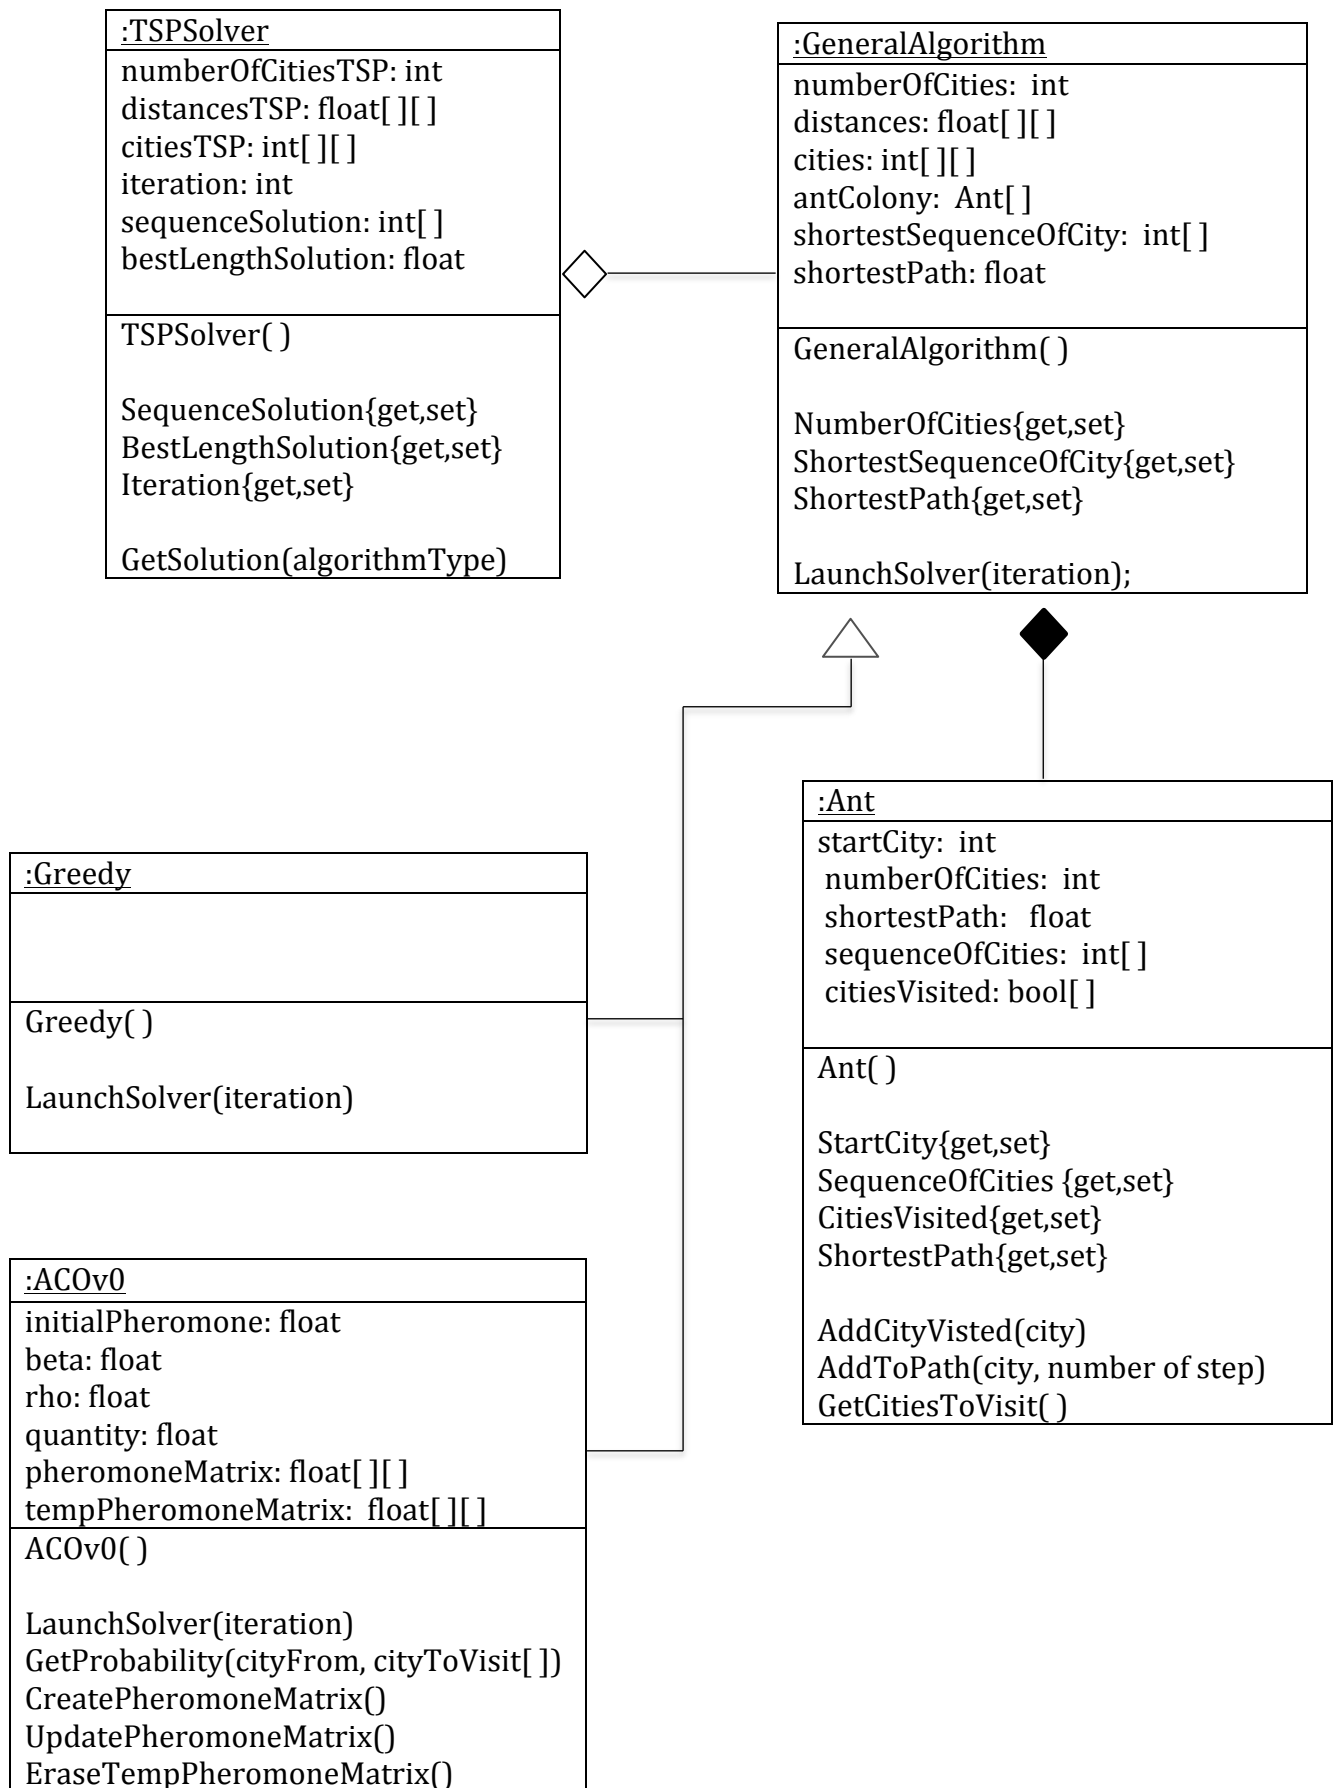 :TSPSolver
numberOfCitiesTSP: int
distancesTSP: float[ ][ ]
citiesTSP: int[ ][ ]
iteration: int
sequenceSolution: int[ ]
bestLengthSolution: float
TSPSolver( )
SequenceSolution{get,set}
BestLengthSolution{get,set}
Iteration{get,set}
GetSolution(algorithmType)
:GeneralAlgorithm
numberOfCities:  int
distances: float[ ][ ]
cities: int[ ][ ]
antColony:  Ant[ ]
shortestSequenceOfCity:  int[ ]
shortestPath: float
GeneralAlgorithm( )
NumberOfCities{get,set}
ShortestSequenceOfCity{get,set}
ShortestPath{get,set}
LaunchSolver(iteration);
:Greedy
Greedy( )
LaunchSolver(iteration)
:Ant
startCity:  int
numberOfCities:  int
shortestPath:   float
sequenceOfCities:  int[ ]
citiesVisited: bool[ ]
Ant( )
StartCity{get,set}
SequenceOfCities {get,set}
CitiesVisited{get,set}
ShortestPath{get,set}
AddCityVisted(city)
AddToPath(city, number of step)
GetCitiesToVisit( )
:ACOv0
initialPheromone: float
beta: float
rho: float
quantity: float
pheromoneMatrix: float[ ][ ]
tempPheromoneMatrix:  float[ ][ ]
ACOv0( )
LaunchSolver(iteration)
GetProbability(cityFrom, cityToVisit[ ])
CreatePheromoneMatrix()
UpdatePheromoneMatrix()
EraseTempPheromoneMatrix()